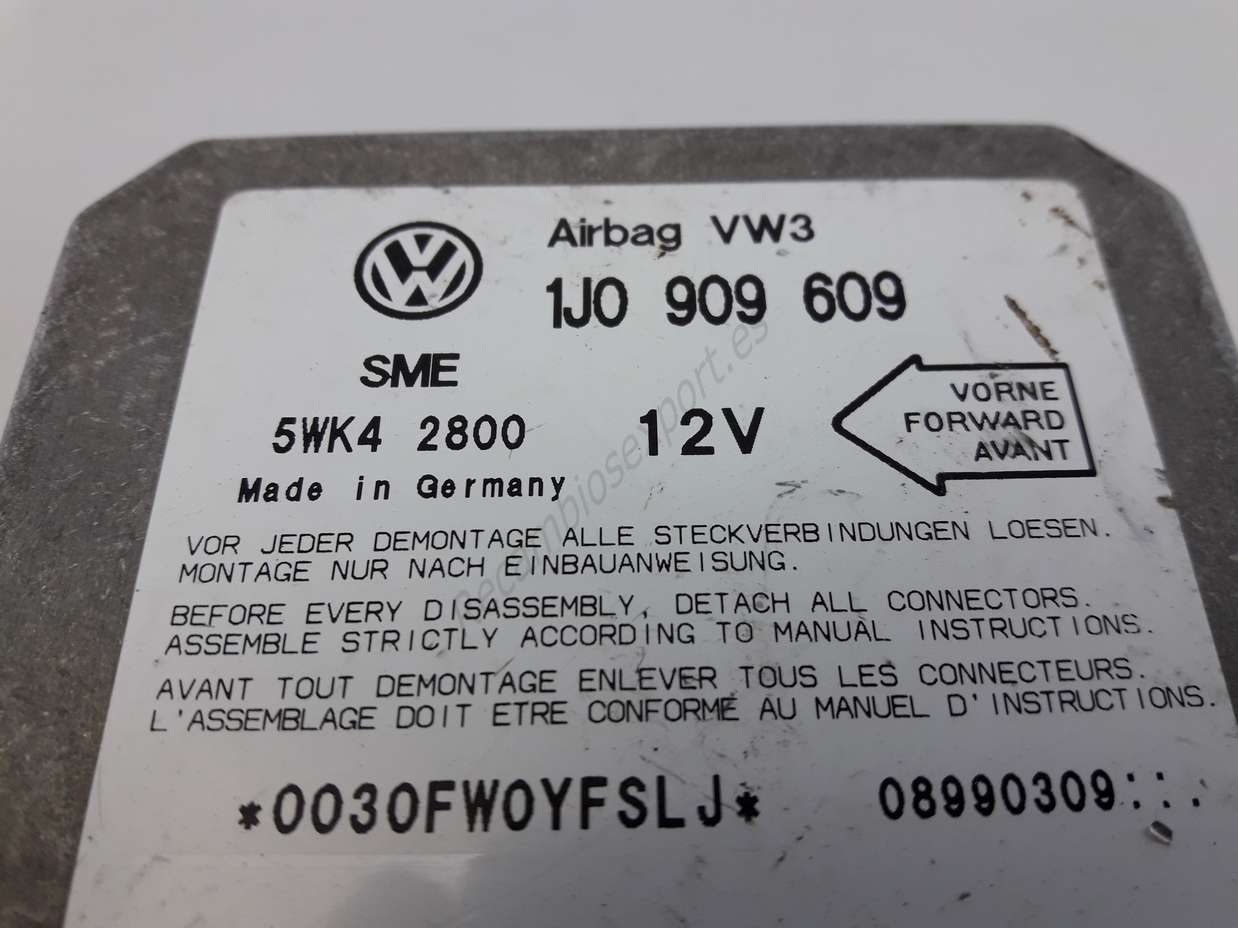 Airbag VW3
1J0 909 609
SME
5WK4 2800
12V
Made in Germany
VORNE
FORWARD
AVANT
VOR JEDER DEMONTAGE ALLE STECKVERBINDUNGEN LOESEN.
MONTAGE NUR NACH EINBAUANWEISUNG.
BEFORE EVERY DISASSEMBLY, DETACH ALL CONNECTORS.
ASSEMBLE STRICTLY ACCORDING TO MANUAL INSTRUCTIONS.
AVANT TOUT DEMONTAGE ENLEVER TOUS LES CONNECTEURS.
L'ASSEMBLAGE DOIT ETRE CONFORME AU MANUEL D'INSTRUCTIONS.
*0030FW0YFSLJ*
08990309
Recambiosexport.es